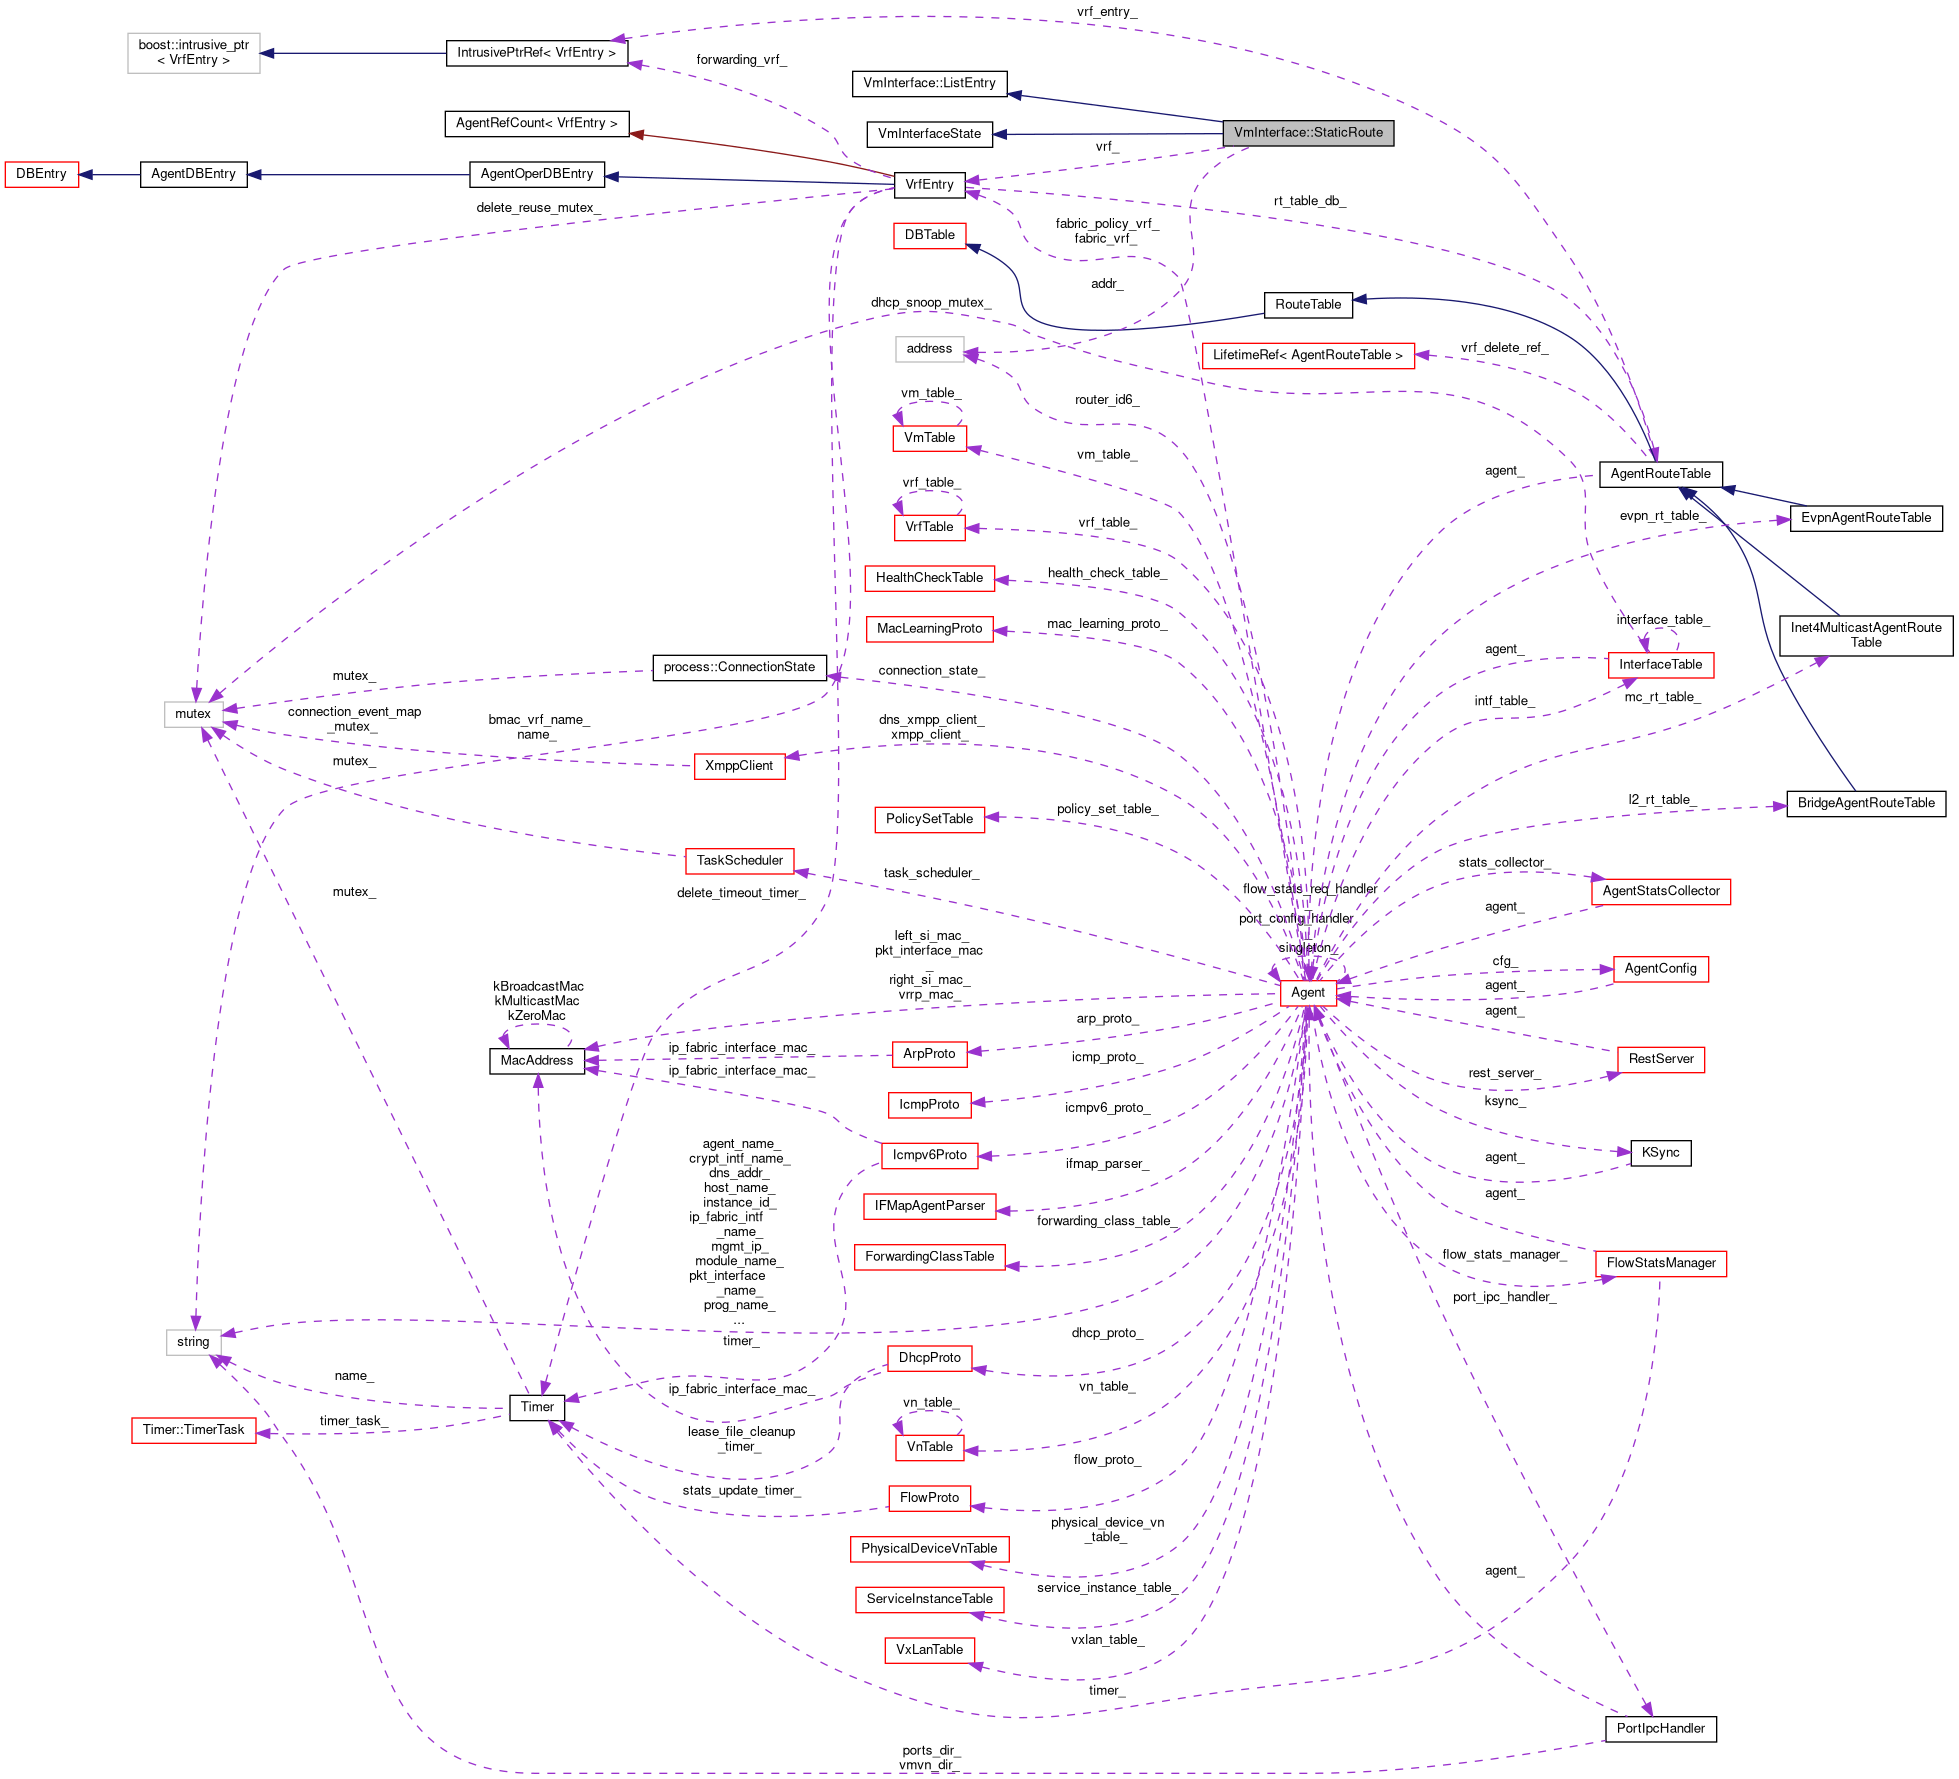 vrf_entry_
boost::intrusive_ptr
< VrfEntry >
IntrusivePtrRef< VrfEntry >
forwarding_vrf_
VmInterface::ListEntry
AgentRefCount< VrfEntry >
VmInterfaceState
VmInterface::StaticRoute
vrf_
DBEntry
AgentDBEntry
AgentOperDBEntry
VrfEntry
delete_reuse_mutex_
rt_table_db_
fabric_policy_vrf_
fabric_vrf_
DBTable
addr_
dhcp_snoop_mutex_
RouteTable
address
LifetimeRef< AgentRouteTable >
vrf_delete_ref_
vm_table_
router_id6_
VmTable
vm_table_
agent_
AgentRouteTable
vrf_table_
VrfTable
vrf_table_
evpn_rt_table_
EvpnAgentRouteTable
HealthCheckTable
health_check_table_
MacLearningProto
mac_learning_proto_
interface_table_
Inet4MulticastAgentRoute
Table
agent_
InterfaceTable
process::ConnectionState
connection_state_
mutex_
intf_table_
mc_rt_table_
mutex
connection_event_map
_mutex_
bmac_vrf_name_
name_
dns_xmpp_client_
xmpp_client_
mutex_
XmppClient
l2_rt_table_
BridgeAgentRouteTable
policy_set_table_
PolicySetTable
TaskScheduler
task_scheduler_
stats_collector_
mutex_
delete_timeout_timer_
flow_stats_req_handler
_
port_config_handler
_
singleton_
AgentStatsCollector
agent_
left_si_mac_
pkt_interface_mac
_
right_si_mac_
vrrp_mac_
cfg_
AgentConfig
kBroadcastMac
kMulticastMac
kZeroMac
Agent
agent_
agent_
MacAddress
ip_fabric_interface_mac_
ArpProto
arp_proto_
ip_fabric_interface_mac_
icmp_proto_
rest_server_
RestServer
IcmpProto
icmpv6_proto_
ksync_
agent_name_
crypt_intf_name_
dns_addr_
host_name_
instance_id_
ip_fabric_intf
_name_
mgmt_ip_
module_name_
pkt_interface
_name_
prog_name_
...
Icmpv6Proto
ifmap_parser_
agent_
KSync
IFMapAgentParser
agent_
forwarding_class_table_
ForwardingClassTable
flow_stats_manager_
FlowStatsManager
port_ipc_handler_
string
timer_
dhcp_proto_
DhcpProto
name_
ip_fabric_interface_mac_
vn_table_
vn_table_
Timer
timer_task_
Timer::TimerTask
lease_file_cleanup
_timer_
VnTable
flow_proto_
stats_update_timer_
FlowProto
physical_device_vn
_table_
PhysicalDeviceVnTable
agent_
service_instance_table_
ServiceInstanceTable
vxlan_table_
VxLanTable
timer_
PortIpcHandler
ports_dir_
vmvn_dir_